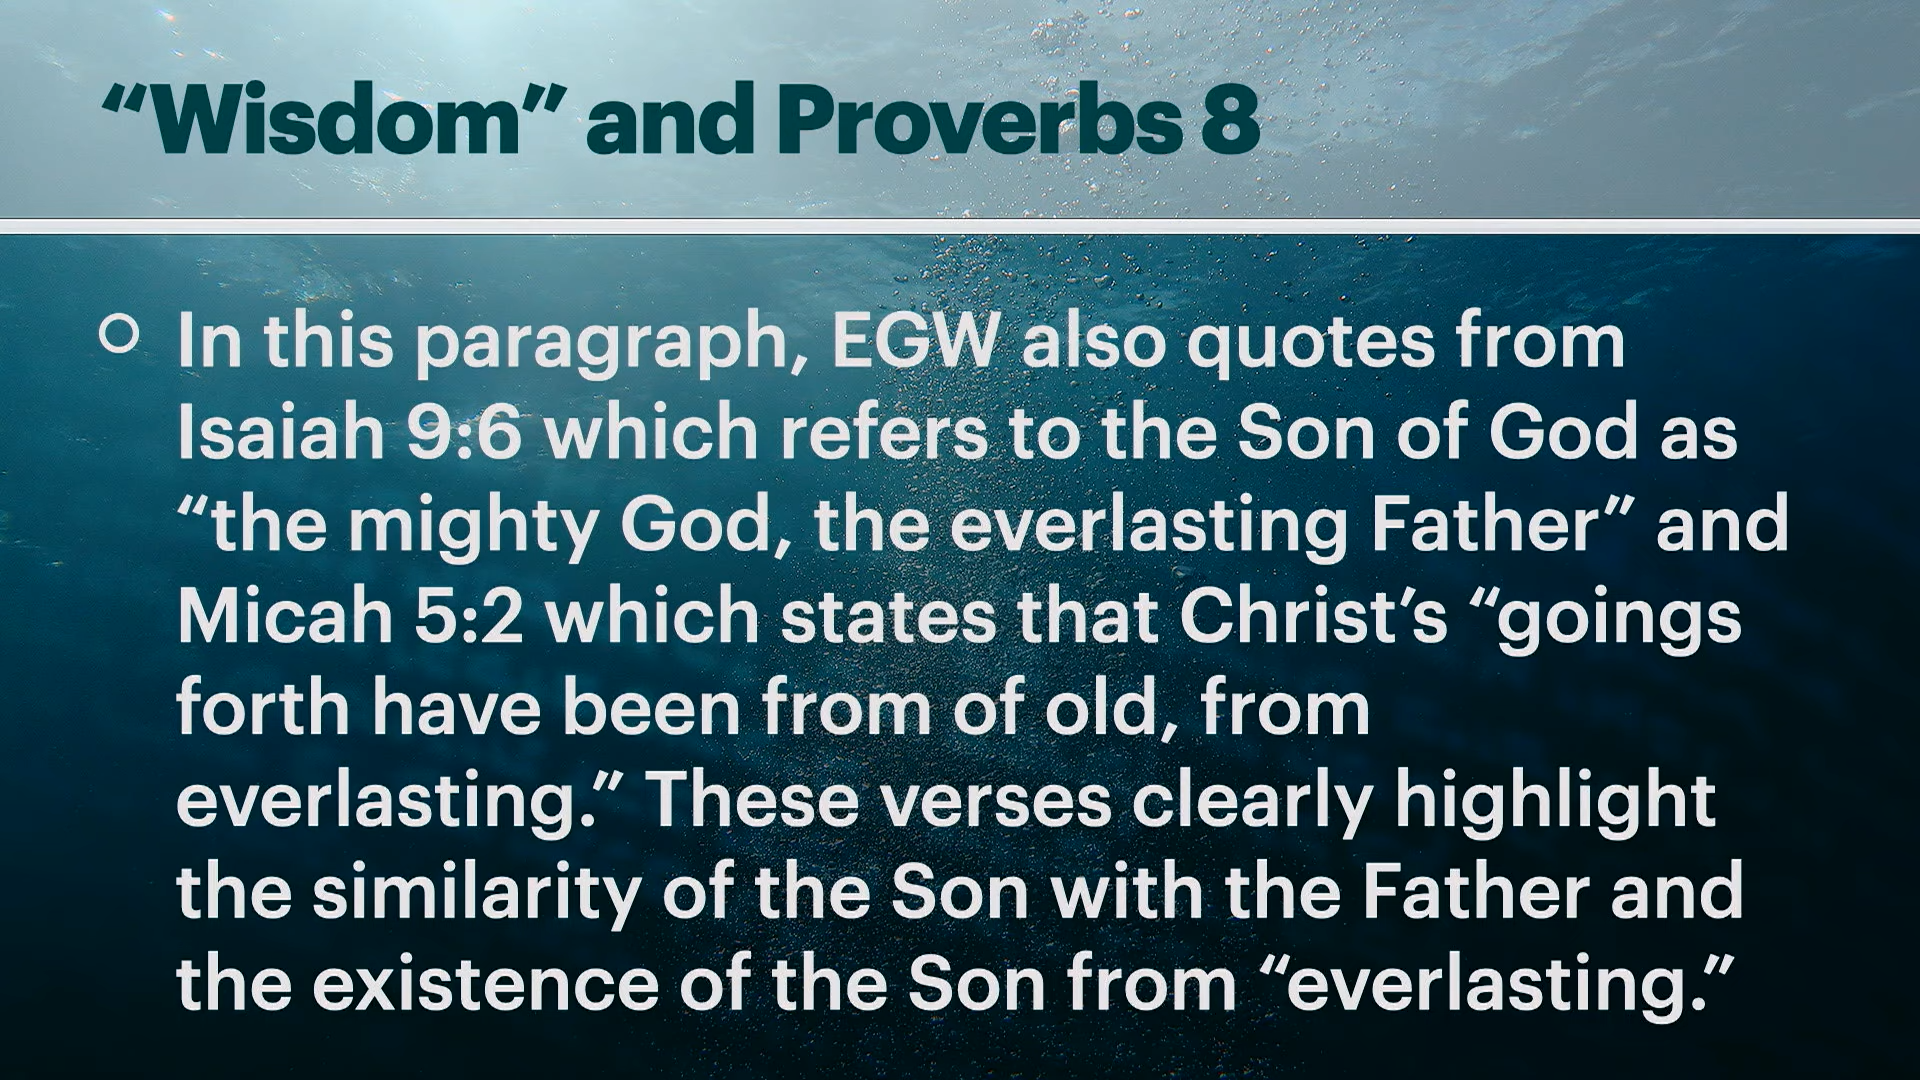 “Wisdom” and Proverbs 8
In this paragraph, EGW also quotes from
Isaiah 9:6 which refers to the Son of God as
“the mighty God, the everlasting Father” and
Micah 5:2 which states that Christ’s “goings
forth have been from of old, from
everlasting.” These verses clearly highlight
the similarity of the Son with the Father and
the existence of the Son from “everlasting.”